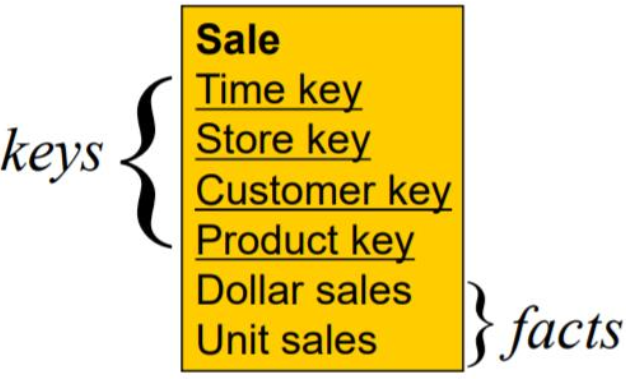 Sale
Time key
Store key
keys
Customer key
Product key
Dollar sales
Unit sales
facts